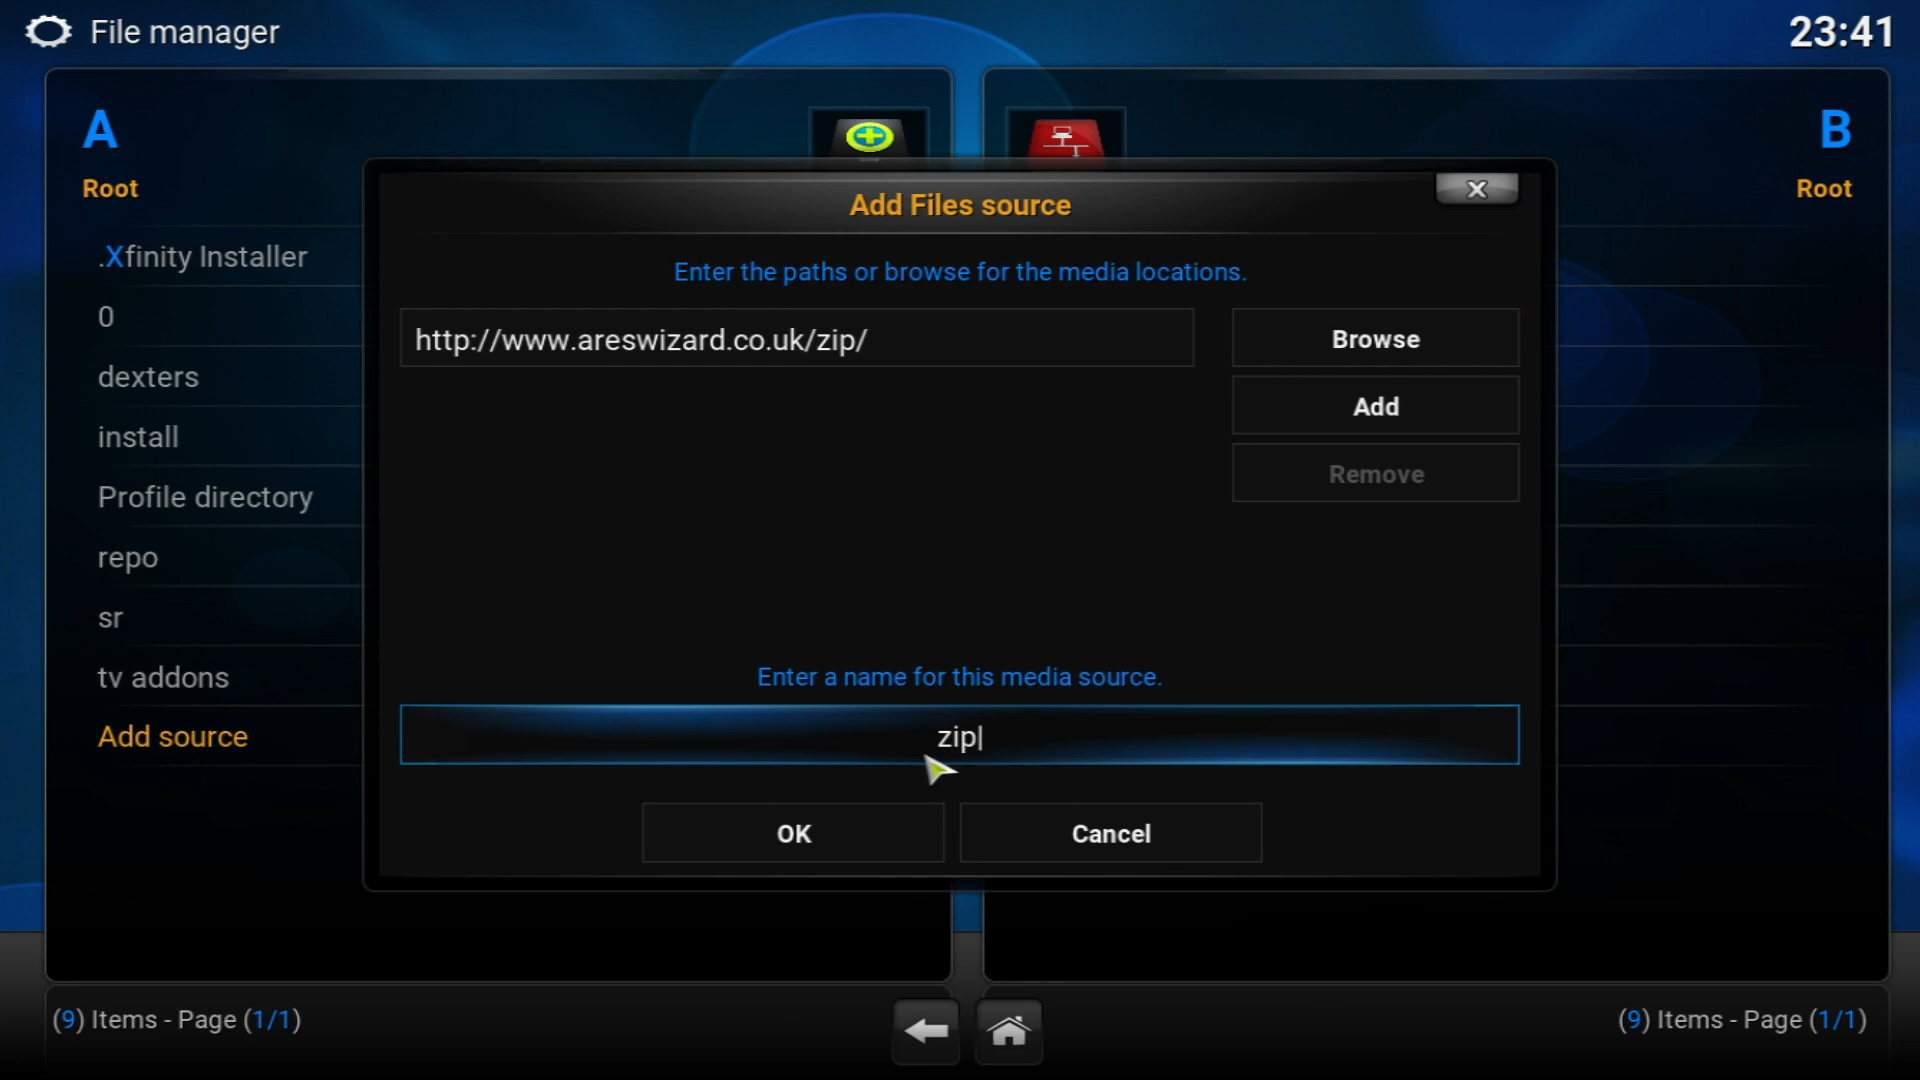 File manager
23:41
A
B
Root
Root
Add Files source
X
Enter the paths or browse for the media locations.
http://www.areswizard.co.uk/zip/
Browse
Add
Remove
.Xfinity Installer
0
dexters
install
Profile directory
repo
sr
tv addons
Add source
Enter a name for this media source.
zip
OK
Cancel
(9) Items - Page (1/1)
(9) Items - Page (1/1)